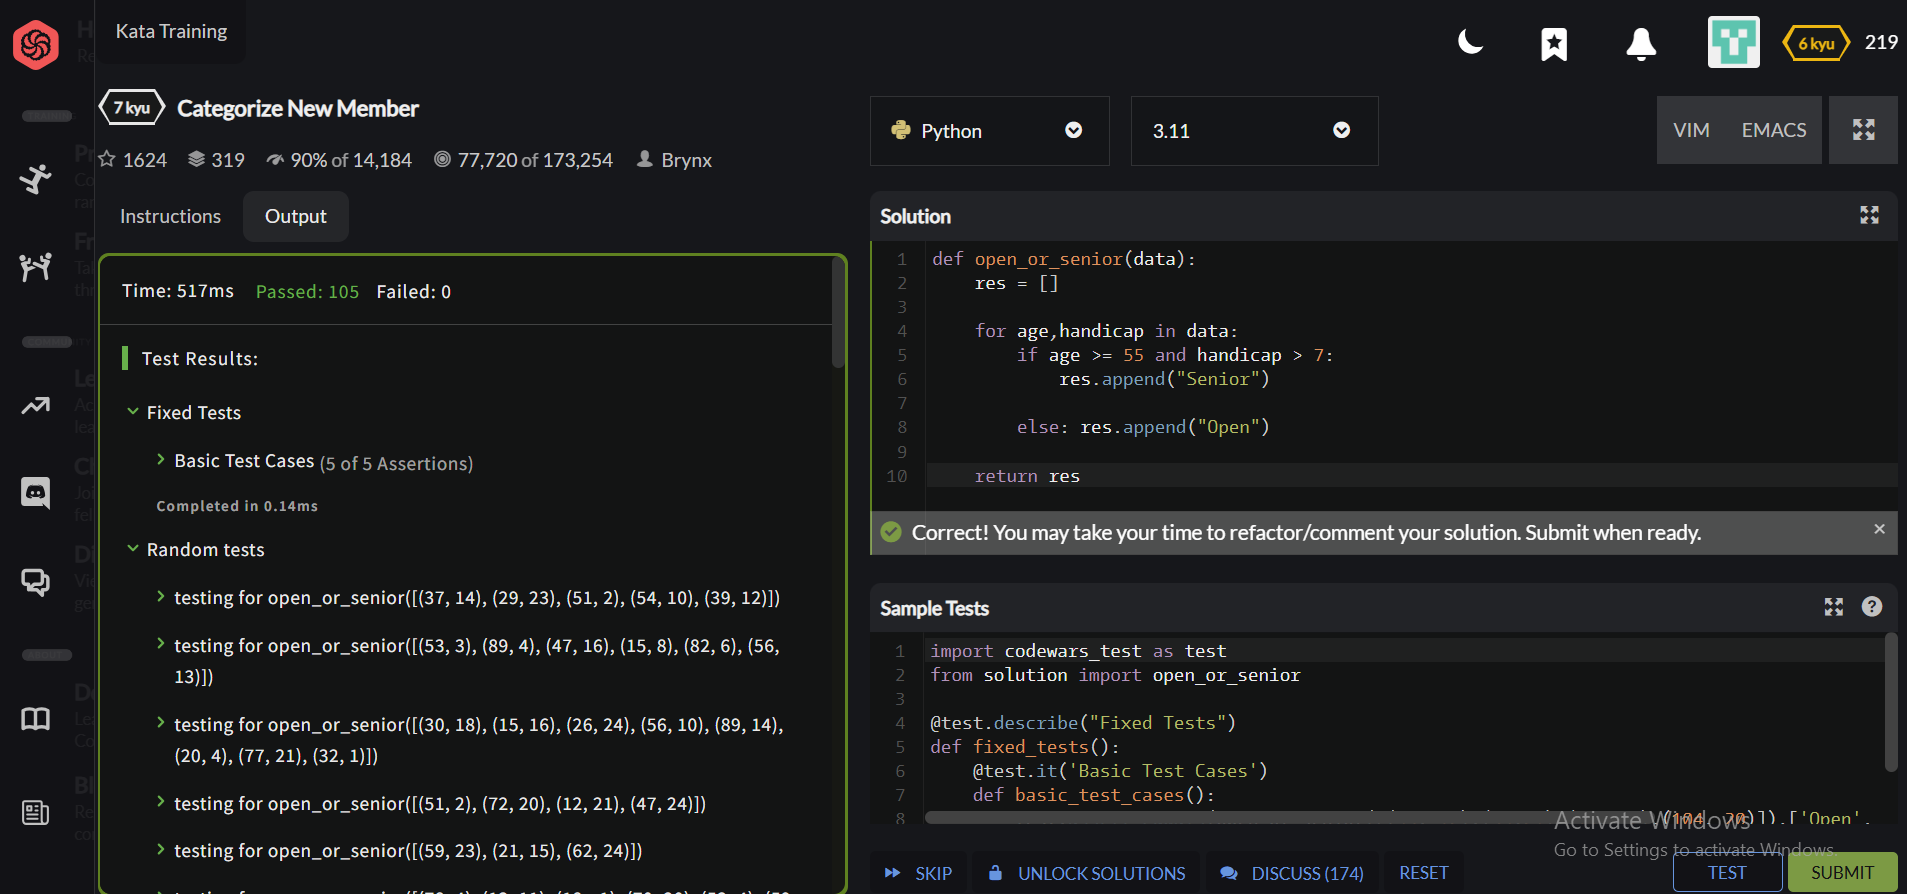 Kata Training
6 kyu
219
7 kyu
Categorize New Member
1624 319 90% of 14,184 77,720 of 173,254 Brynx
Instructions
Output
Time: 517ms Passed: 105 Failed: 0
Test Results:
Fixed Tests
Basic Test Cases (5 of 5 Assertions)
Completed in 0.14ms
Random tests
testing for open_or_senior([(37, 14), (29, 23), (51, 2), (54, 10), (39, 12)])
testing for open_or_senior([(53, 3), (89, 4), (47, 16), (15, 8), (82, 6), (56,
13)])
testing for open_or_senior([(30, 18), (15, 16), (26, 24), (56, 10), (89, 14),
(20, 4), (77, 21), (32, 1)])
testing for open_or_senior([(51, 2), (72, 20), (12, 21), (47, 24)])
testing for open_or_senior([(59, 23), (21, 15), (62, 24)])
Python
3.11
VIM
EMACS
Solution
1 def open_or_senior(data):
2 res = []
3
4 for age,handicap in data:
5 if age >= 55 and handicap > 7:
6 res.append("Senior")
7
8 else: res.append("Open")
9
10 return res
Correct! You may take your time to refactor/comment your solution. Submit when ready.
Sample Tests
1 import codewars_test as test
2 from solution import open_or_senior
3
4 @test.describe("Fixed Tests")
5 def fixed_tests():
6 @test.it('Basic Test Cases')
7 def basic_test_cases():
8
Activate Windows
Go to Settings to activate Windows.
SKIP
UNLOCK SOLUTIONS
DISCUSS (174)
RESET
TEST
SUBMIT